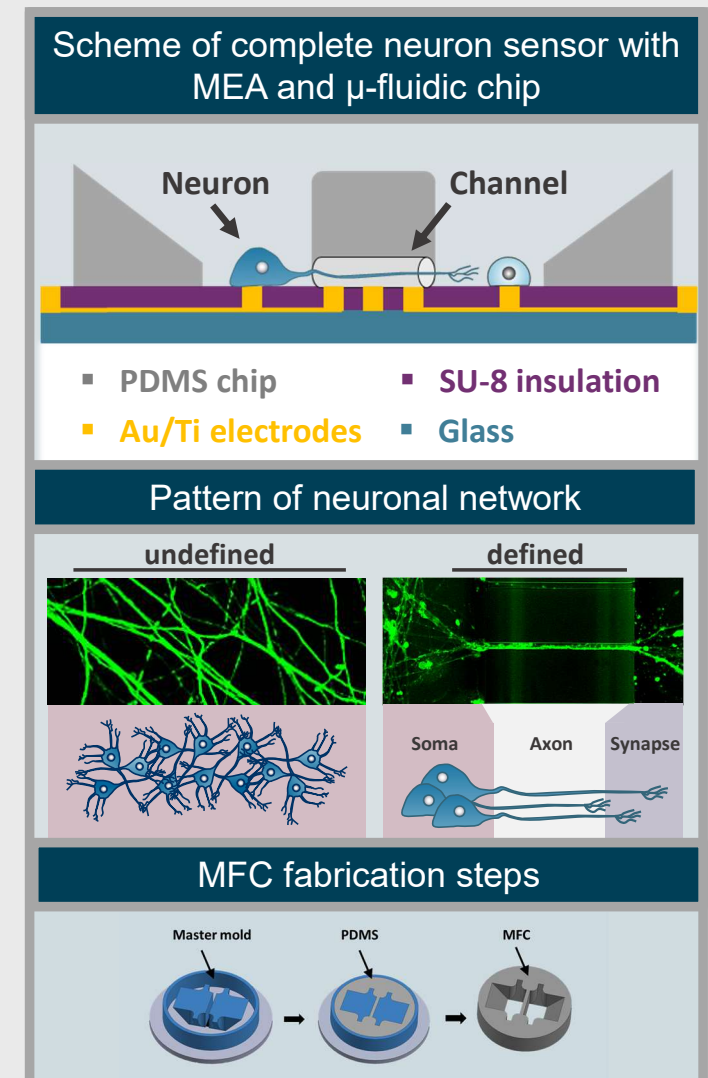 Scheme of complete neuron sensor with
MEA and µ-fluidic chip
Neuron
Channel
PDMS chip
SU-8 insulation
Au/Ti electrodes
Glass
Pattern of neuronal network
undefined
defined
Soma
Axon
Synapse
MFC fabrication steps
Master mold
PDMS
MFC